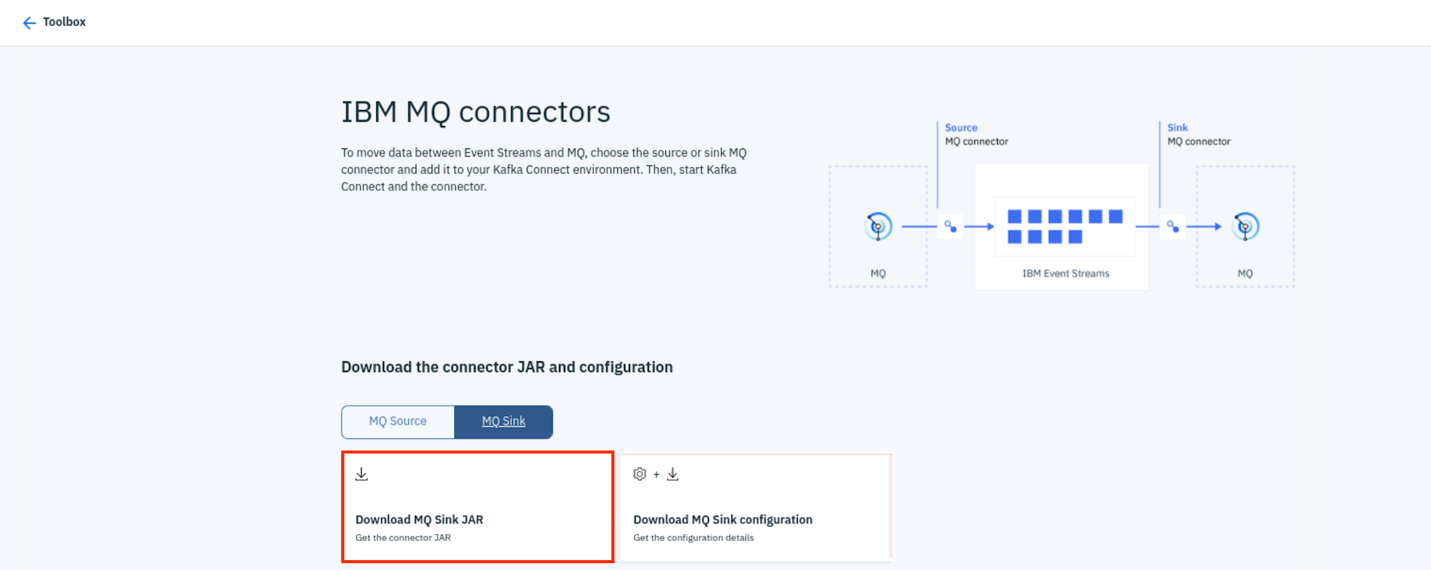 Toolbox
IBM MQ connectors
To move data between Event Streams and MQ, choose the source or sink MQ
connector and add it to your Kafka Connect environment. Then, start Kafka
Connect and the connector.
Source
MQ connector
Sink
MQ connector
MQ
IBM Event Streams
MQ
Download the connector JAR and configuration
MQ Source
MQ Sink
+
Download MQ Sink JAR
Get the connector JAR
Download MQ Sink configuration
Get the configuration details